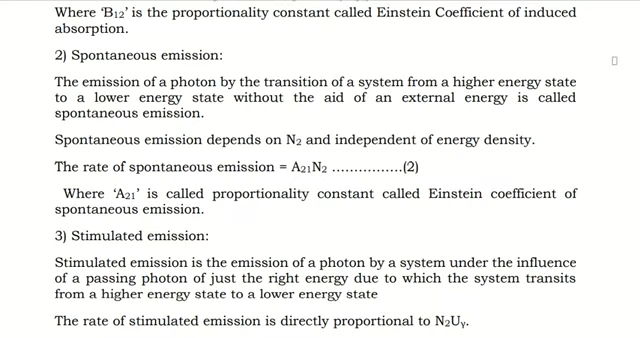 Where ‘B₁₂’ is the proportionality constant called Einstein Coefficient of induced
absorption.
2) Spontaneous emission:
The emission of a photon by the transition of a system from a higher energy state
to a lower energy state without the aid of an external energy is called
spontaneous emission.
Spontaneous emission depends on N₂ and independent of energy density.
The rate of spontaneous emission = A₂₁N₂ ................(2)
Where ‘A₂₁’ is called proportionality constant called Einstein coefficient of
spontaneous emission.
3) Stimulated emission:
Stimulated emission is the emission of a photon by a system under the influence
of a passing photon of just the right energy due to which the system transits
from a higher energy state to a lower energy state
The rate of stimulated emission is directly proportional to N₂Uᵧ.